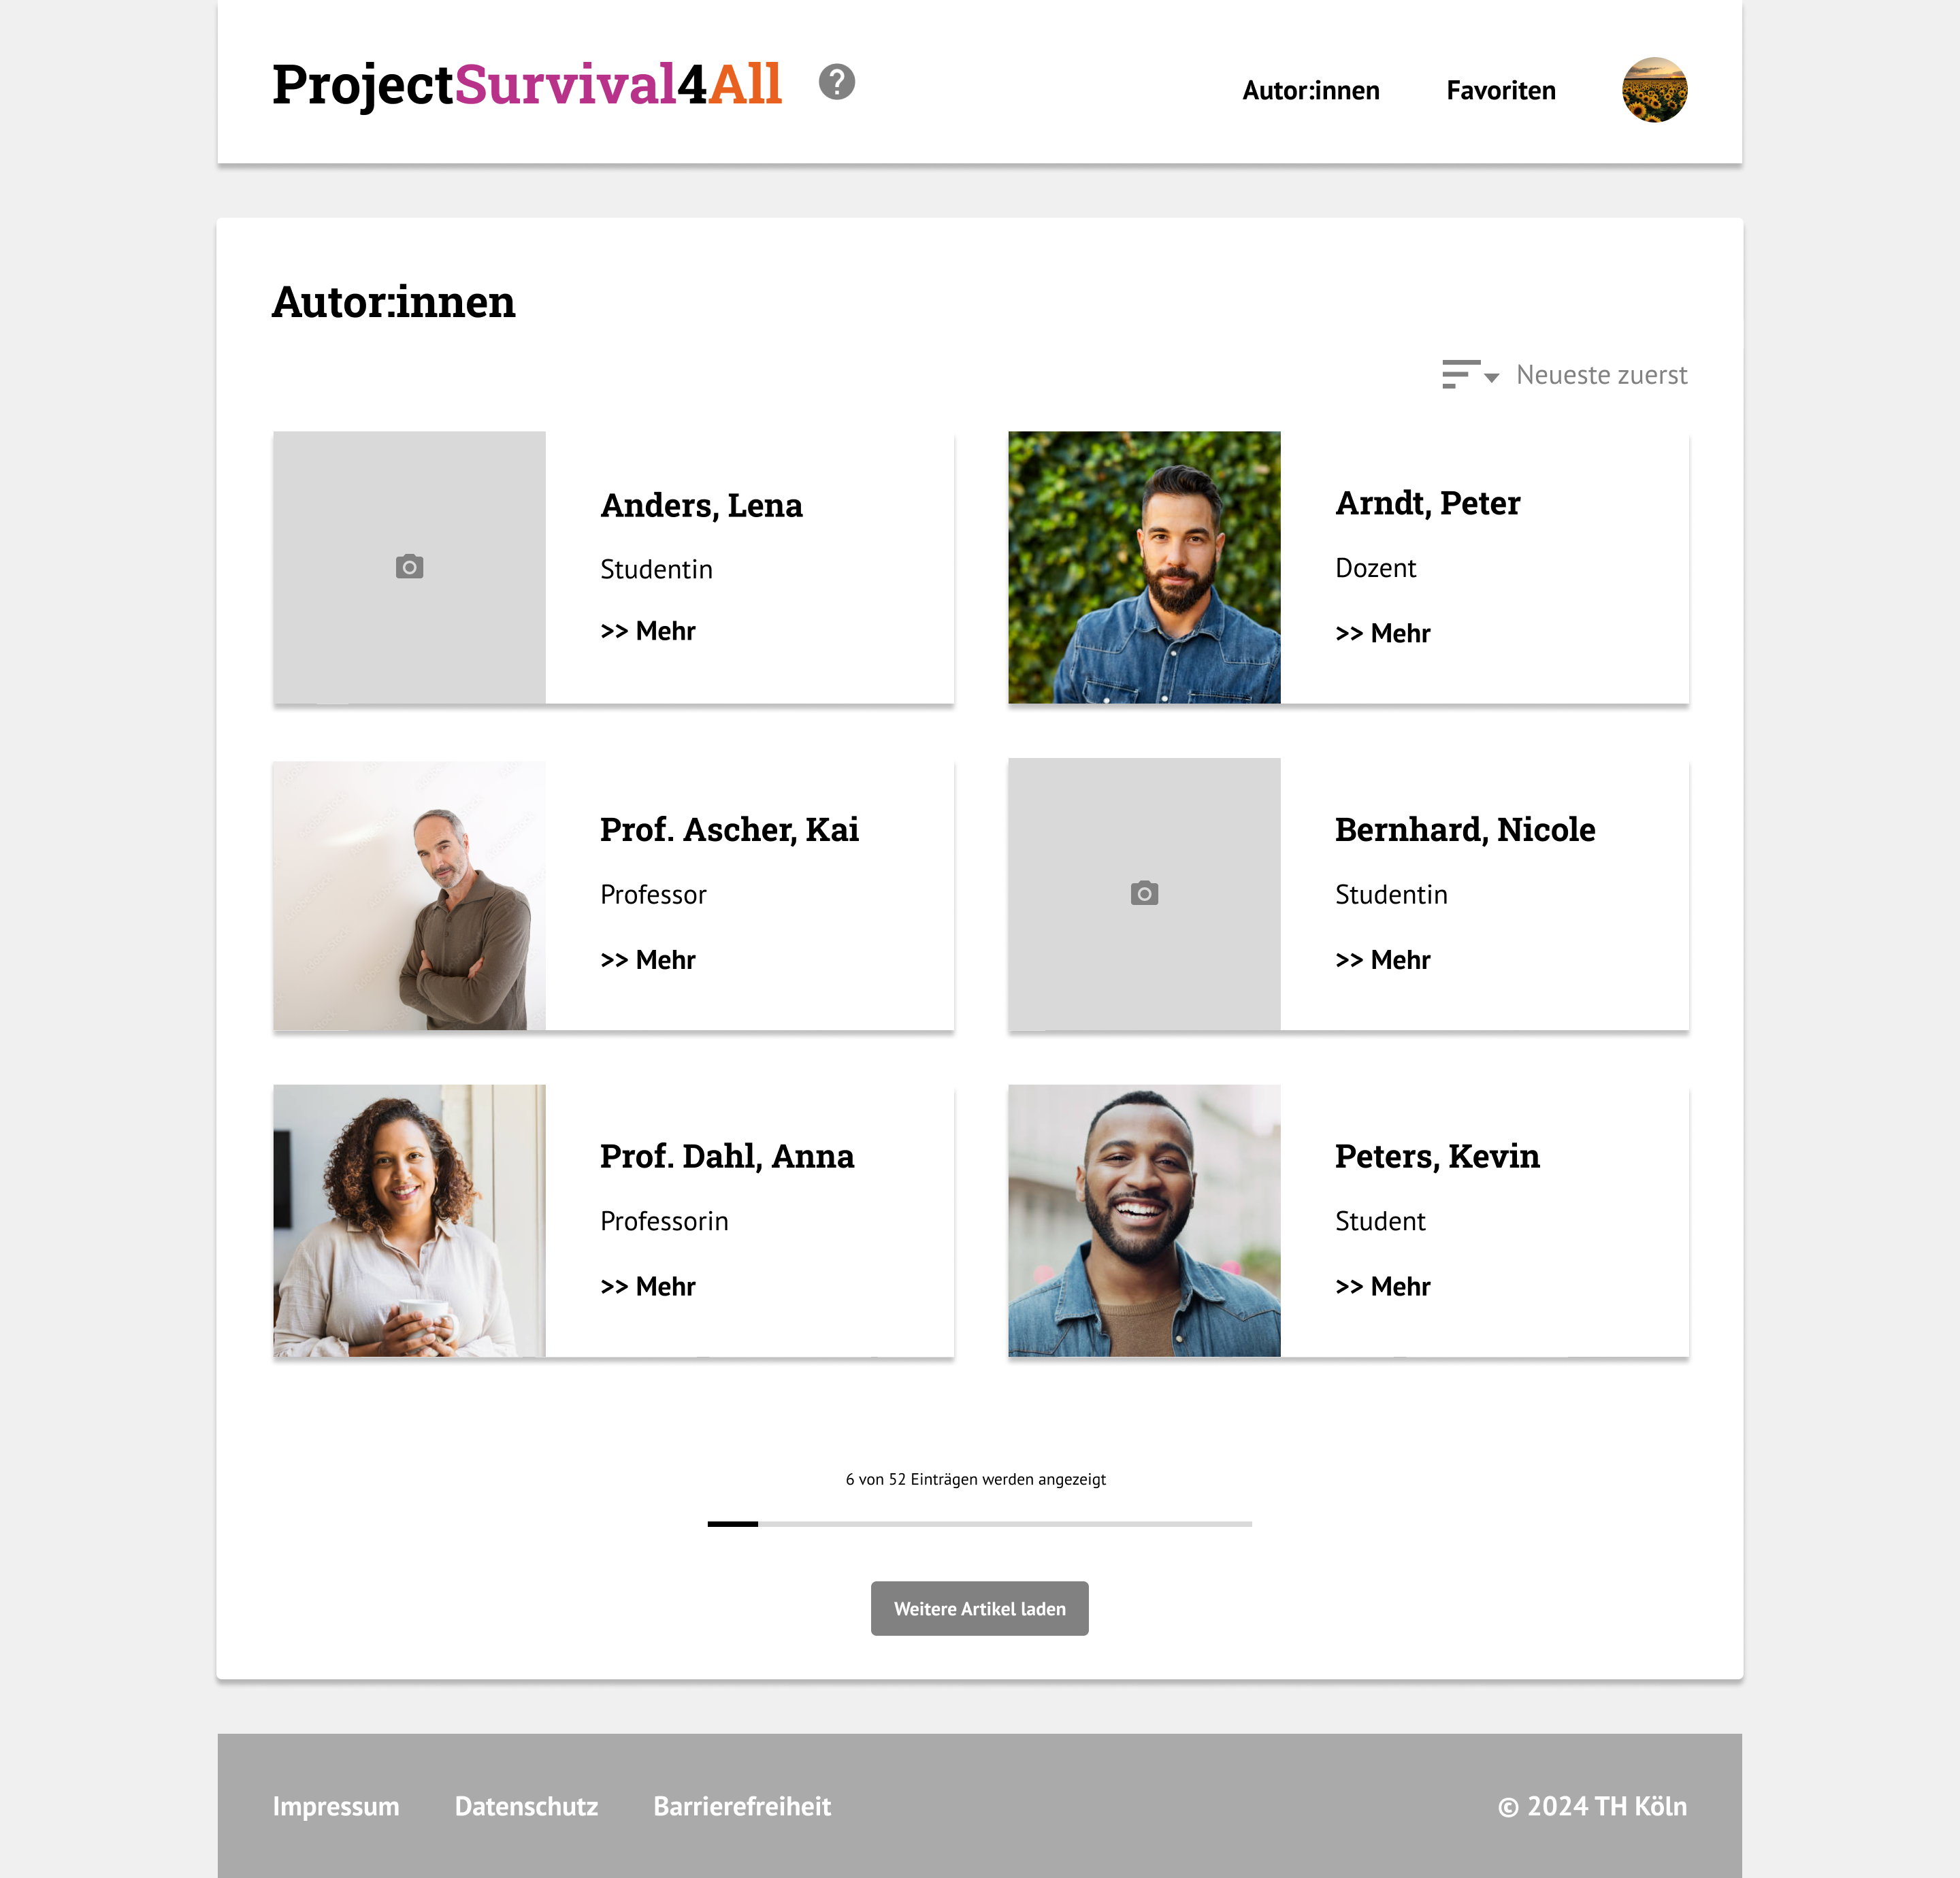 ProjectSurvival4All ?
Autor:innen Favoriten
Autor:innen
Neueste zuerst
Anders, Lena
Studentin
>> Mehr
Arndt, Peter
Dozent
>> Mehr
Prof. Ascher, Kai
Professor
>> Mehr
Bernhard, Nicole
Studentin
>> Mehr
Prof. Dahl, Anna
Professorin
>> Mehr
Peters, Kevin
Student
>> Mehr
6 von 52 Einträgen werden angezeigt
Weitere Artikel laden
Impressum Datenschutz Barrierefreiheit © 2024 TH Köln